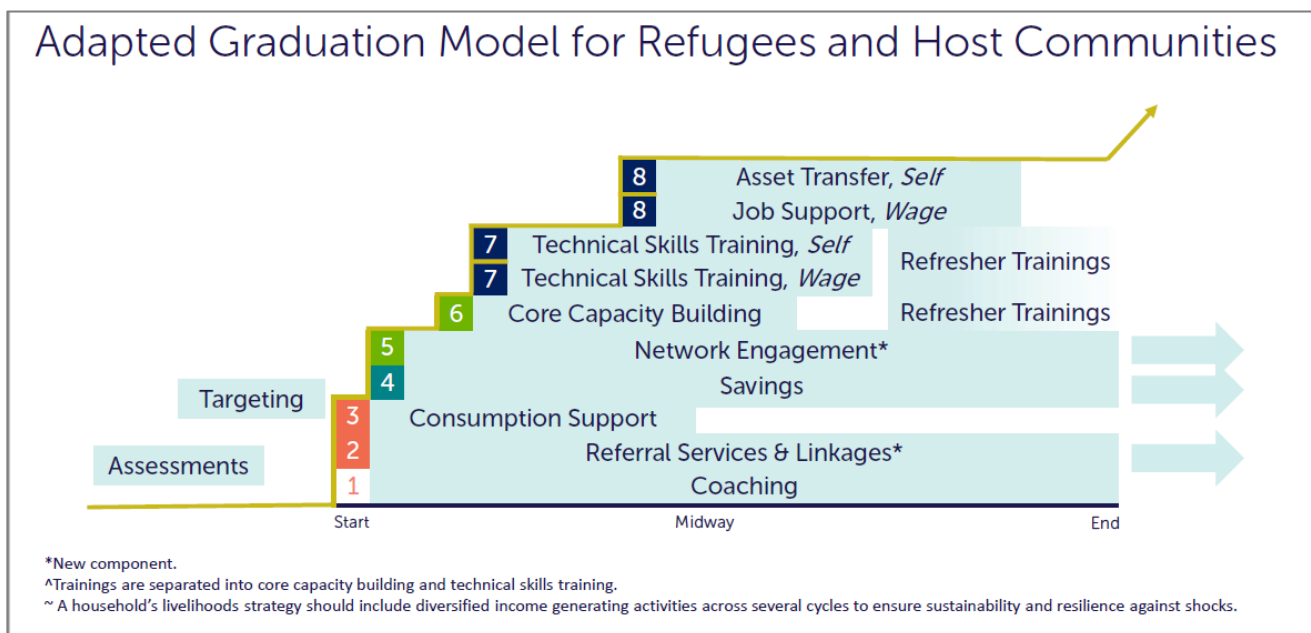 Adapted Graduation Model for Refugees and Host Communities
8 Asset Transfer, Self
8 Job Support, Wage
7 Technical Skills Training, Self
7 Technical Skills Training, Wage
Refresher Trainings
6 Core Capacity Building
Refresher Trainings
5 Network Engagement*
4 Savings
Targeting
3 Consumption Support
2 Referral Services & Linkages*
Assessments
1 Coaching
Start Midway End
*New component.
^Trainings are separated into core capacity building and technical skills training.
~ A household's livelihoods strategy should include diversified income generating activities across several cycles to ensure sustainability and resilience against shocks.